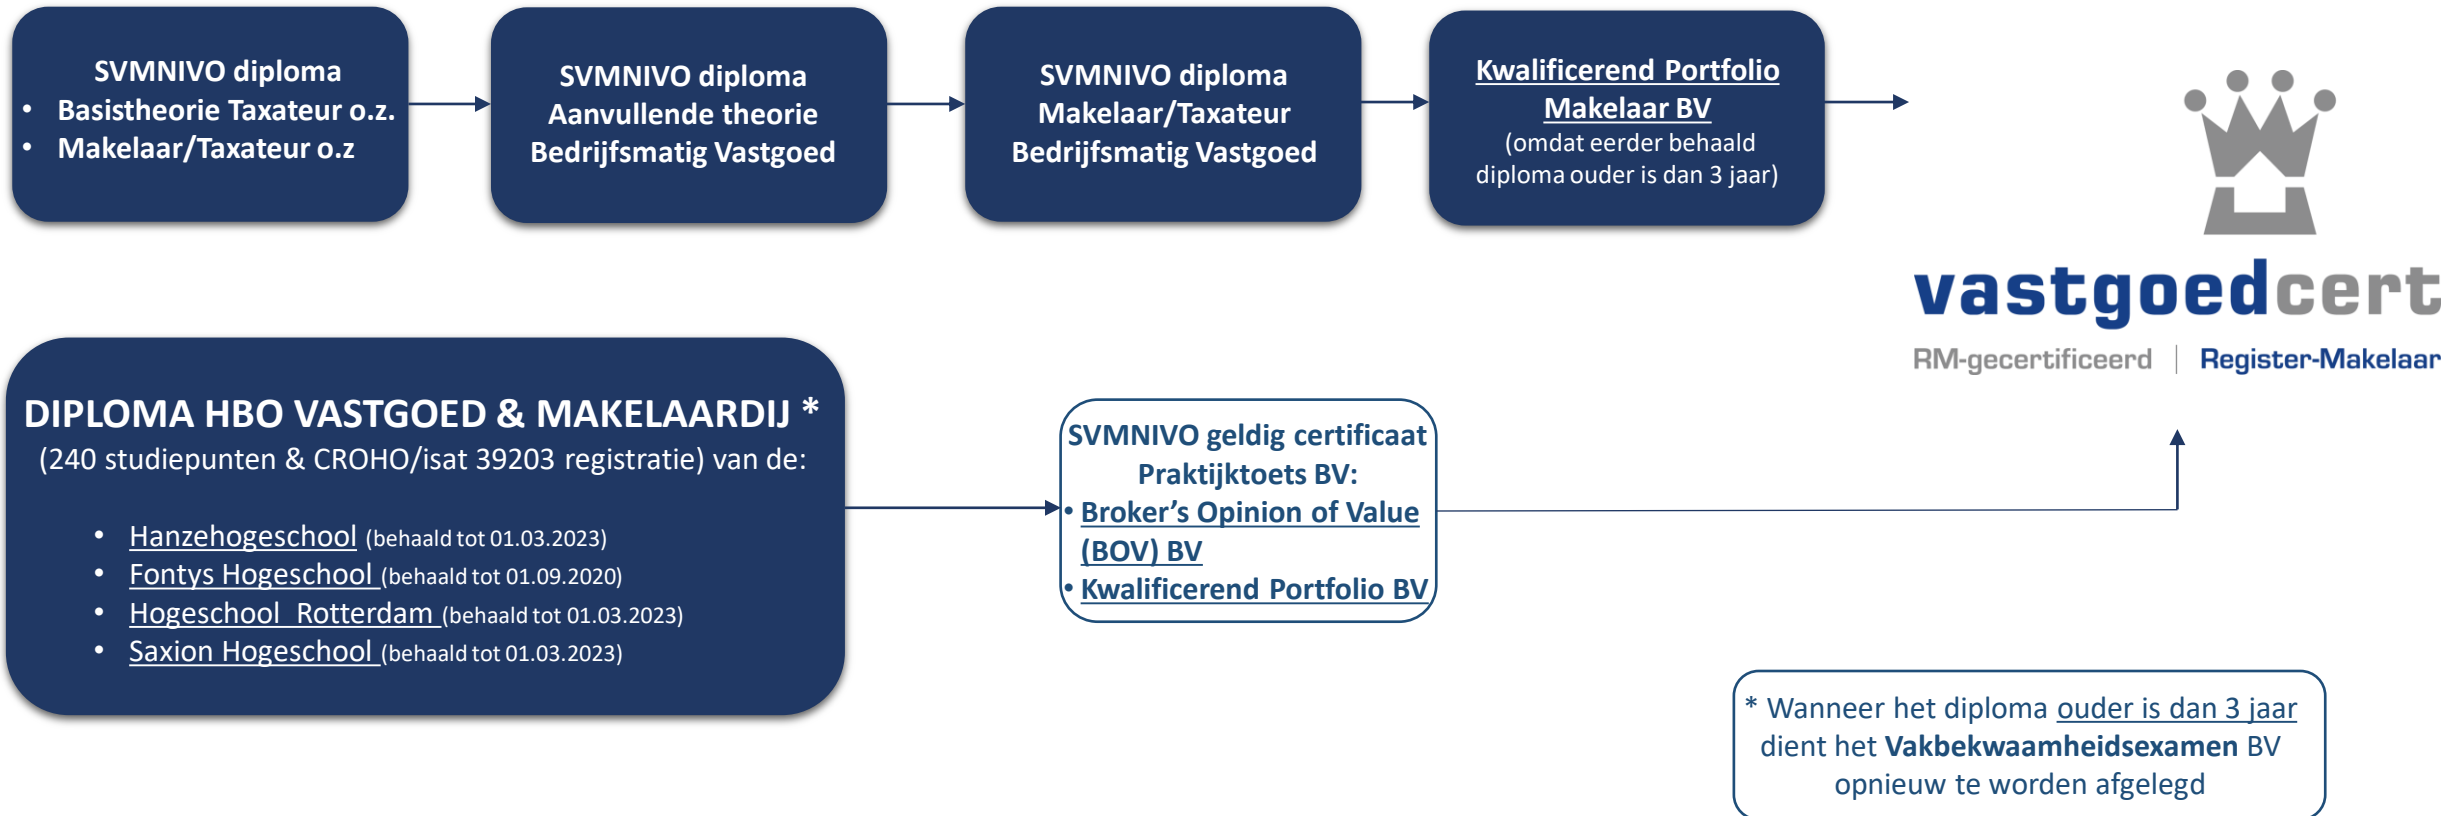 SVMNIVO diploma
• Basistheorie Taxateur o.z.
• Makelaar/Taxateur o.z
SVMNIVO diploma
Aanvullende theorie
Bedrijfsmatig Vastgoed
SVMNIVO diploma
Makelaar/Taxateur
Bedrijfsmatig Vastgoed
Kwalificerend Portfolio
Makelaar BV
(omdat eerder behaald
diploma ouder is dan 3 jaar)
vastgoedcert
RM-gecertificeerd | Register-Makelaar
DIPLOMA HBO VASTGOED & MAKELAARDIJ *
(240 studiepunten & CROHO/isat 39203 registratie) van de:
• Hanzehogeschool (behaald tot 01.03.2023)
• Fontys Hogeschool (behaald tot 01.09.2020)
• Hogeschool Rotterdam (behaald tot 01.03.2023)
• Saxion Hogeschool (behaald tot 01.03.2023)
SVMNIVO geldig certificaat
Praktijktoets BV:
• Broker's Opinion of Value
(BOV) BV
• Kwalificerend Portfolio BV
* Wanneer het diploma ouder is dan 3 jaar
dient het Vakbekwaamheidsexamen BV
opnieuw te worden afgelegd